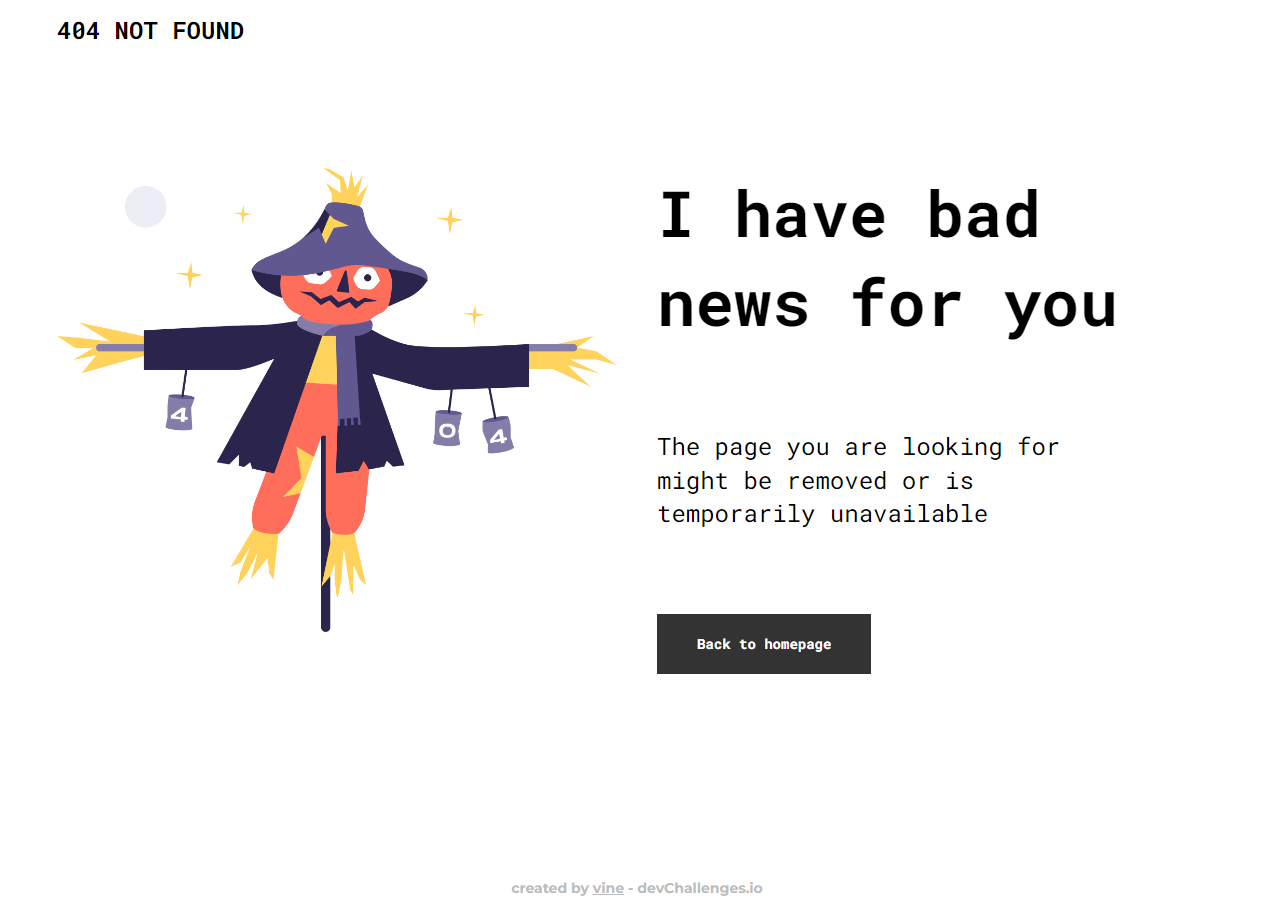 404 NOT FOUND
I have bad
news for you
4
0
4
The page you are looking for
might be removed or is
temporarily unavailable
Back to homepage
created by vine - devChallenges.io